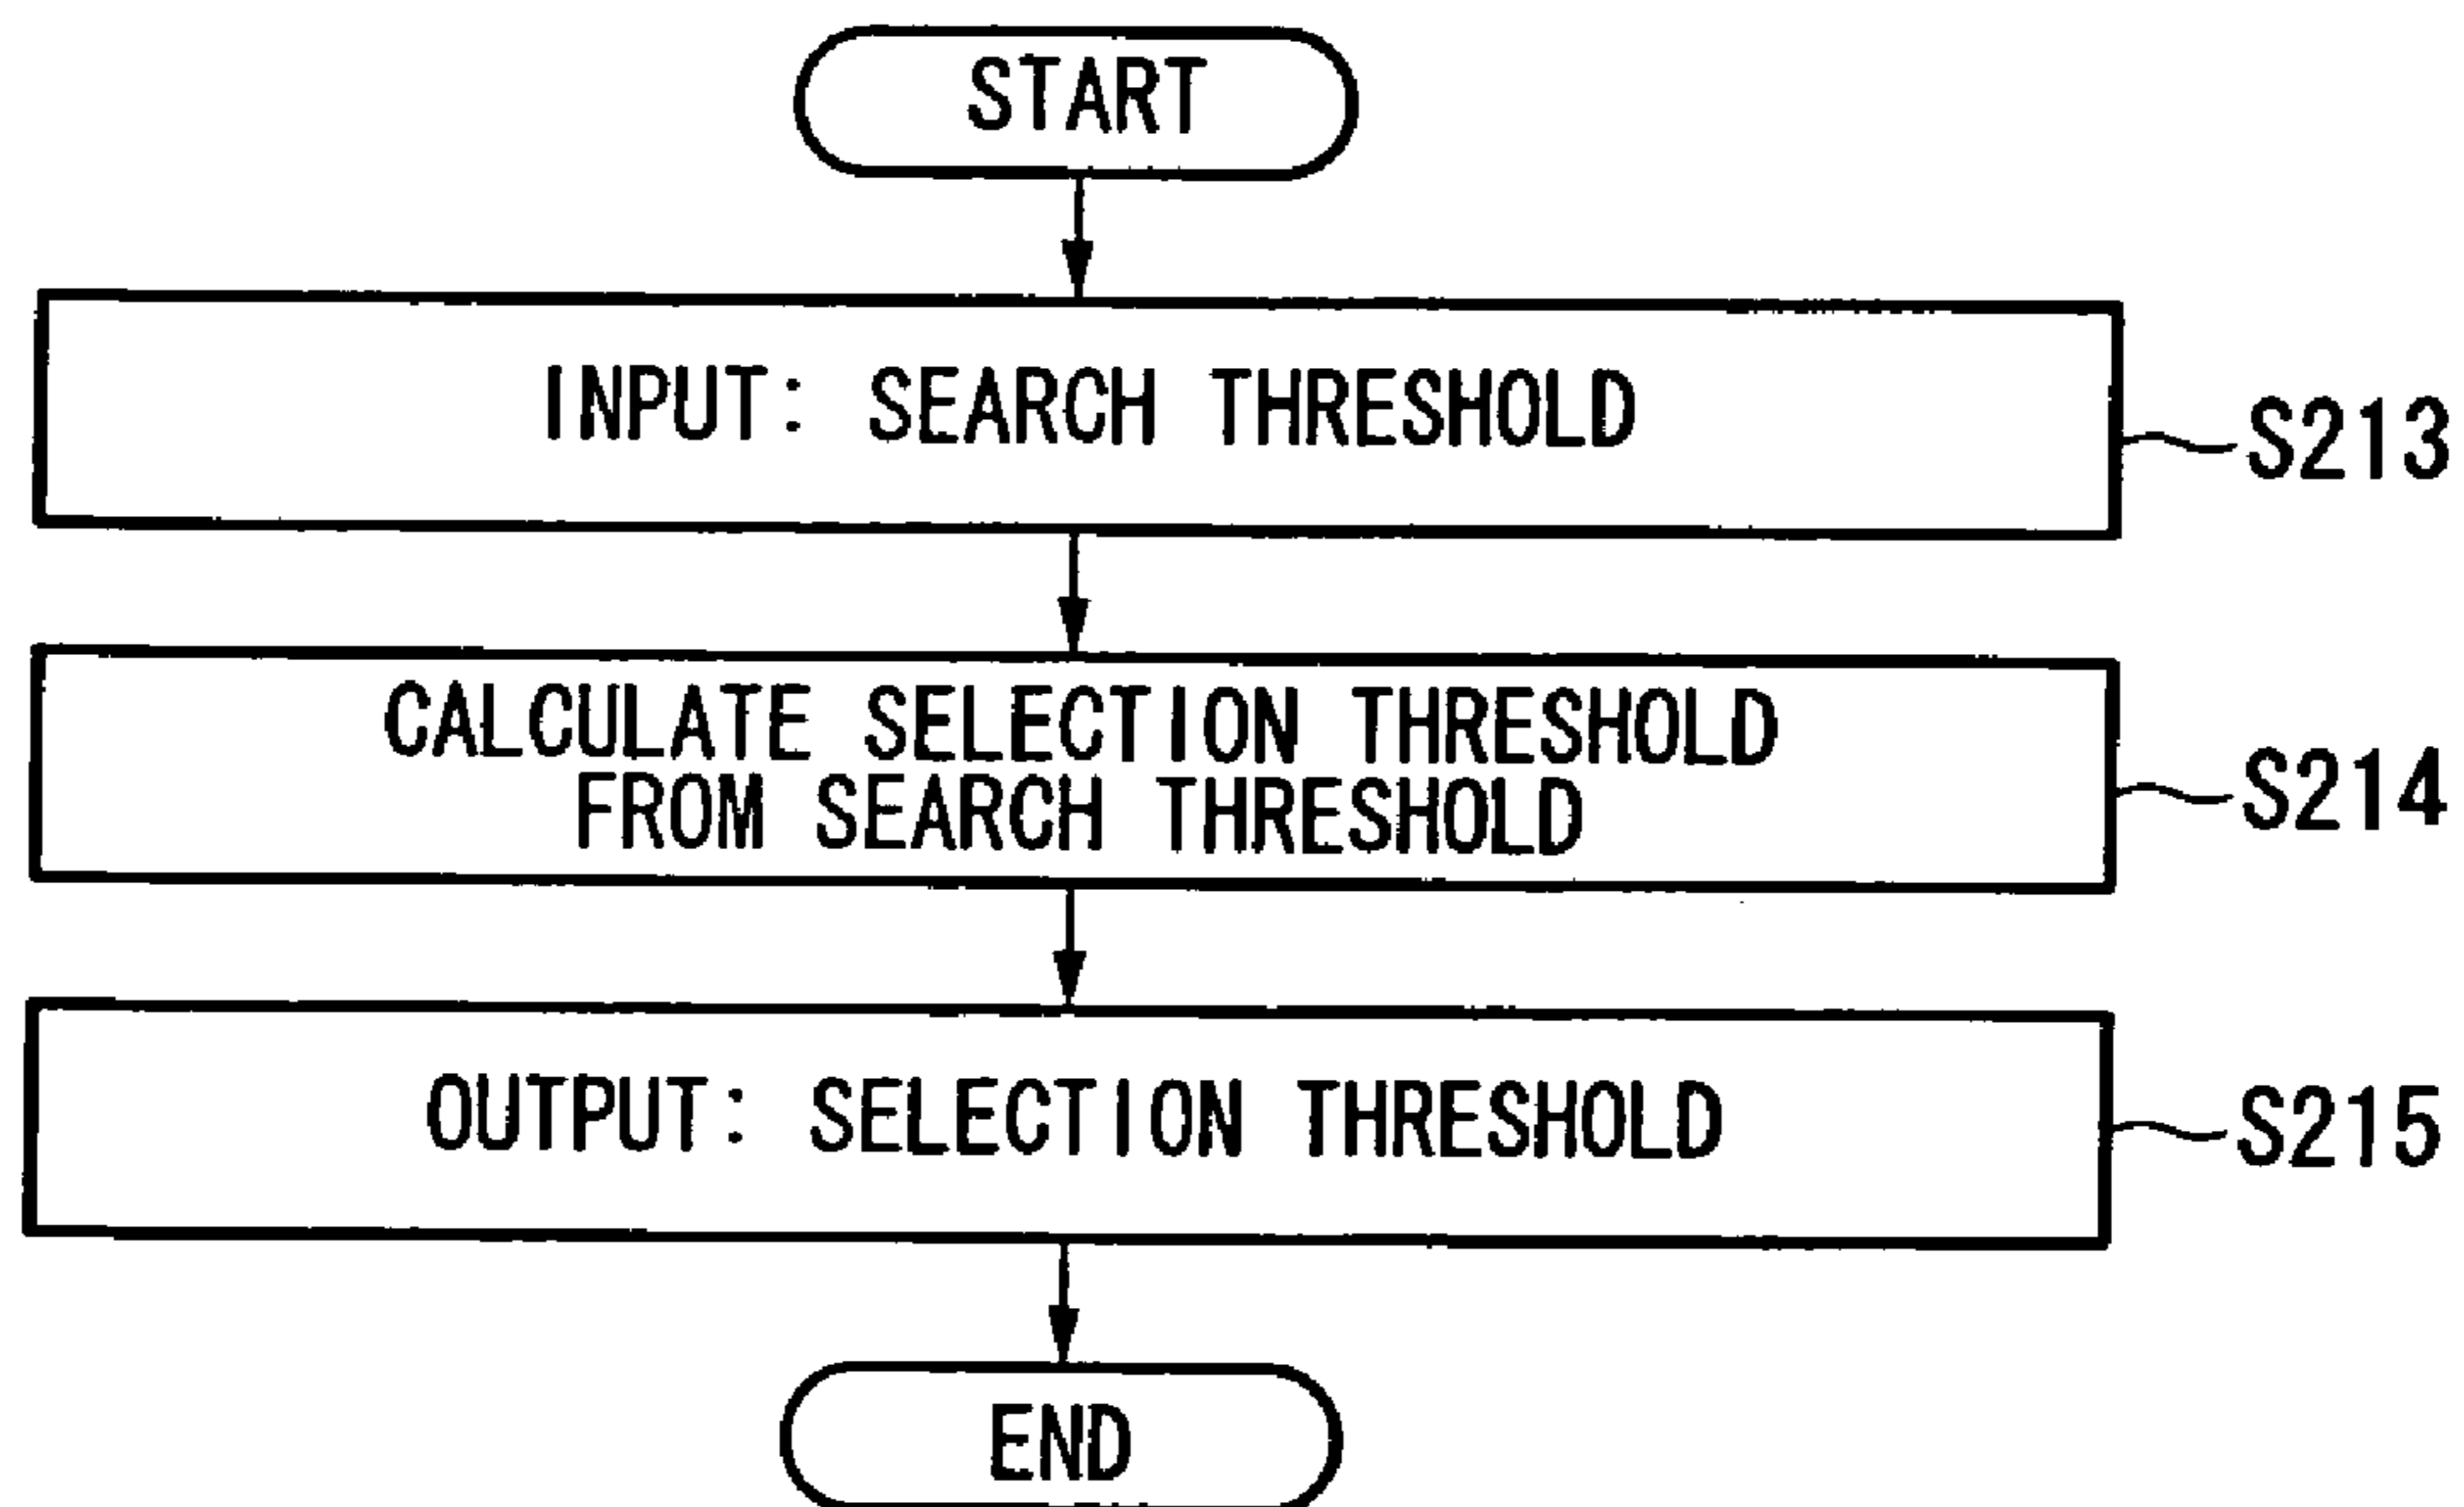 START
INPUT: SEARCH THRESHOLD
S213
CALCULATE SELECTION THRESHOLD
FROM SEARCH THRESHOLD
S214
OUTPUT: SELECTION THRESHOLD
S215
END